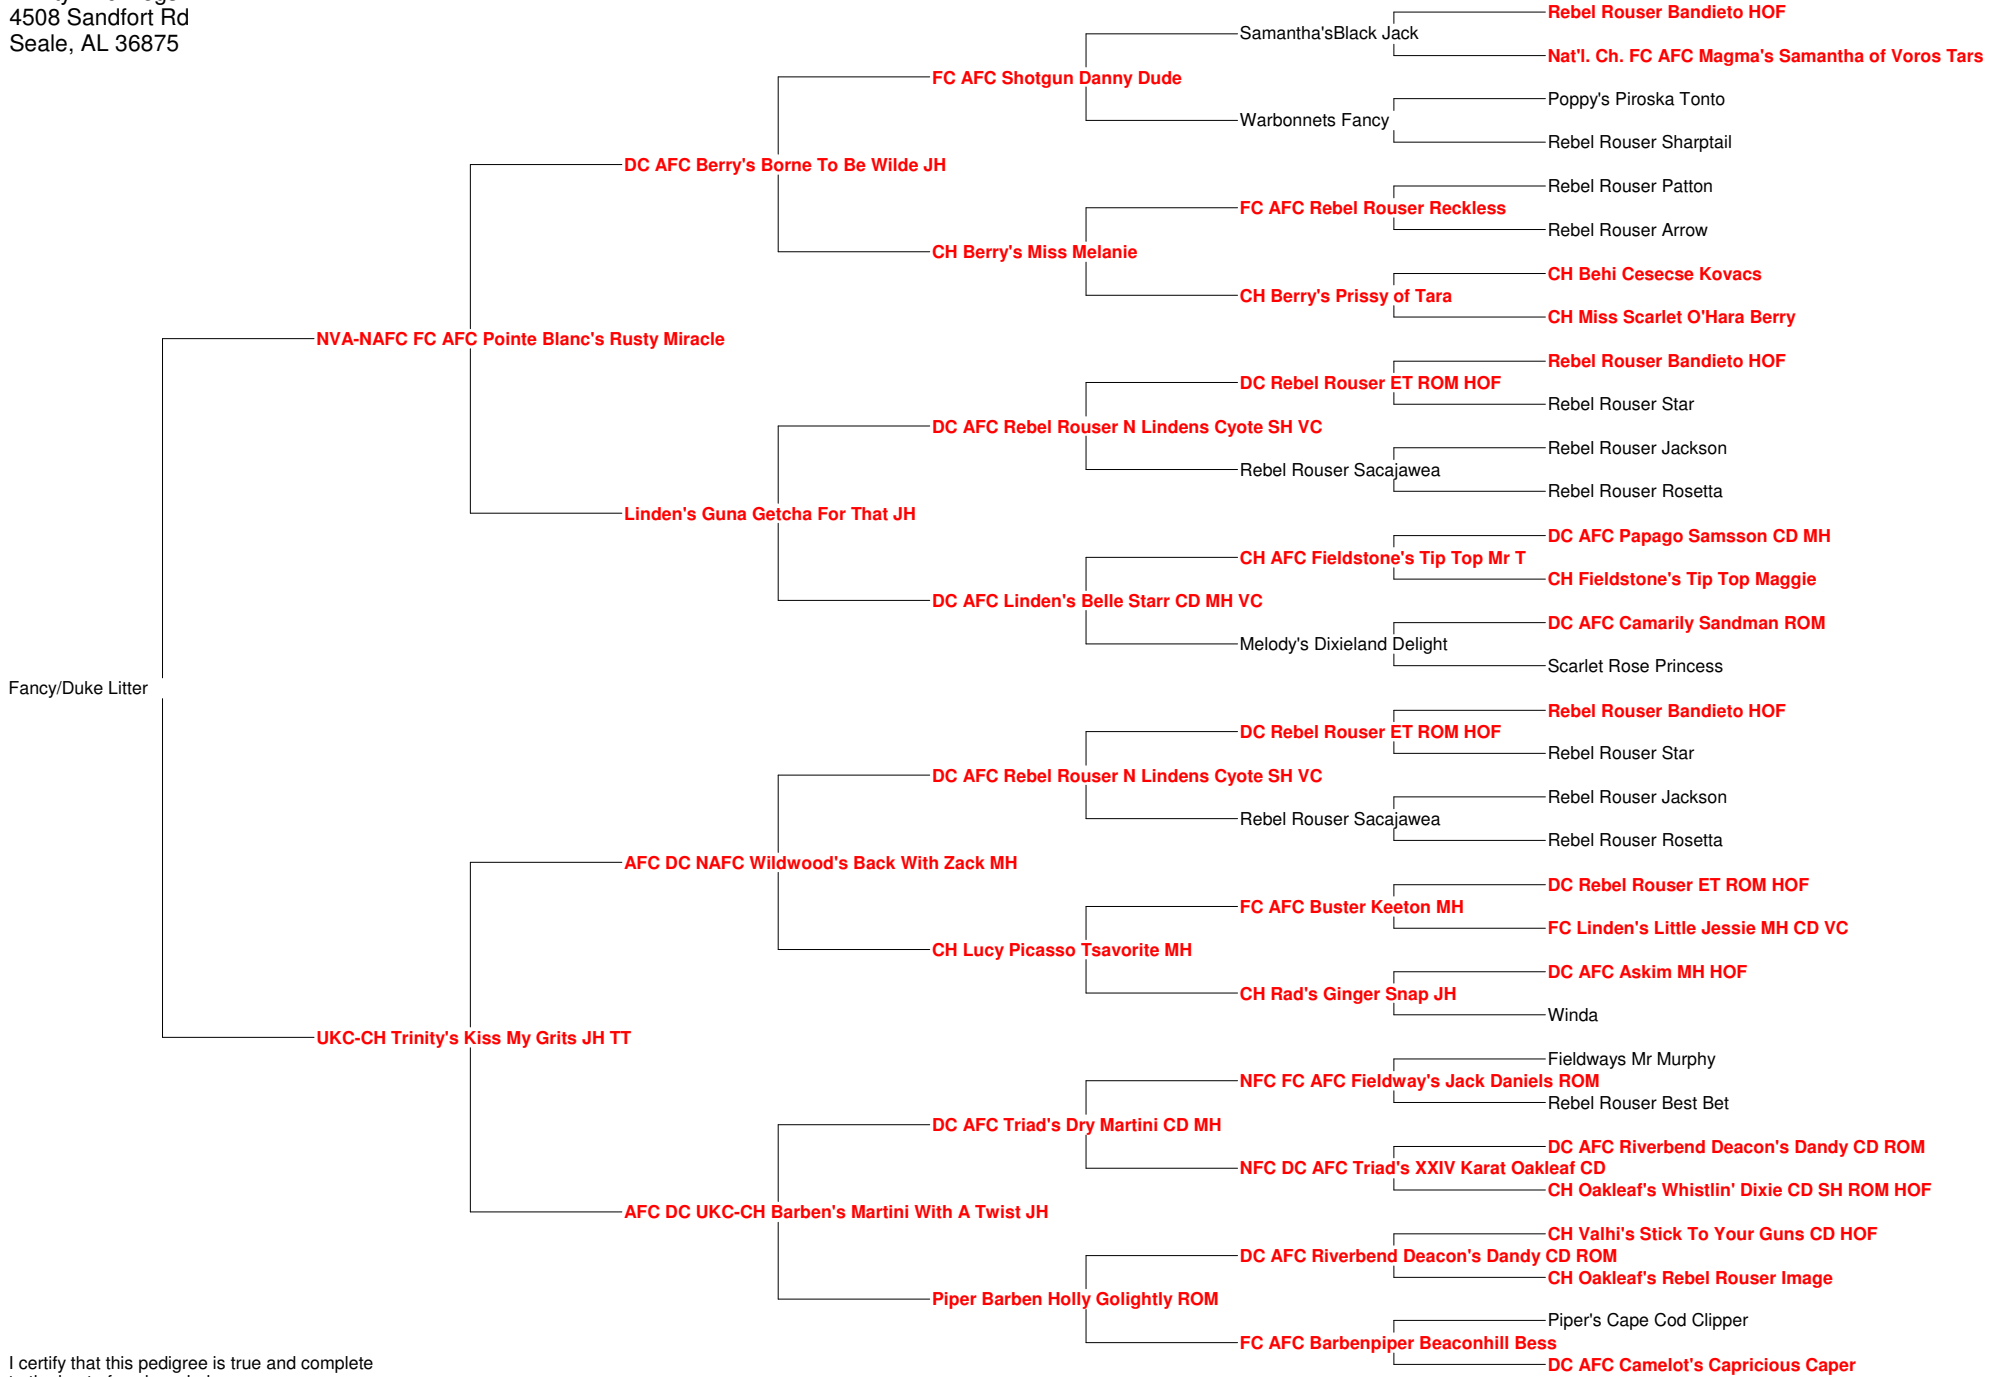 4508 Sandfort Rd
Seale, AL 36875
Rebel Rouser Bandieto HOF
Samantha'sBlack Jack
Nat'l. Ch. FC AFC Magma's Samantha of Voros Tars
FC AFC Shotgun Danny Dude
Poppy's Piroska Tonto
Warbonnets Fancy
Rebel Rouser Sharptail
DC AFC Berry's Borne To Be Wilde JH
Rebel Rouser Patton
FC AFC Rebel Rouser Reckless
Rebel Rouser Arrow
CH Berry's Miss Melanie
CH Behi Cesecse Kovacs
CH Berry's Prissy of Tara
CH Miss Scarlet O'Hara Berry
NVA-NAFC FC AFC Pointe Blanc's Rusty Miracle
Rebel Rouser Bandieto HOF
DC Rebel Rouser ET ROM HOF
Rebel Rouser Star
DC AFC Rebel Rouser N Lindens Cyote SH VC
Rebel Rouser Jackson
Rebel Rouser Sacajawea
Rebel Rouser Rosetta
Linden's Guna Getcha For That JH
DC AFC Papago Samsson CD MH
CH AFC Fieldstone's Tip Top Mr T
CH Fieldstone's Tip Top Maggie
DC AFC Linden's Belle Starr CD MH VC
DC AFC Camarily Sandman ROM
Melody's Dixieland Delight
Scarlet Rose Princess
Fancy/Duke Litter
Rebel Rouser Bandieto HOF
DC Rebel Rouser ET ROM HOF
Rebel Rouser Star
DC AFC Rebel Rouser N Lindens Cyote SH VC
Rebel Rouser Jackson
Rebel Rouser Sacajawea
Rebel Rouser Rosetta
AFC DC NAFC Wildwood's Back With Zack MH
DC Rebel Rouser ET ROM HOF
FC AFC Buster Keeton MH
FC Linden's Little Jessie MH CD VC
CH Lucy Picasso Tsavorite MH
DC AFC Askim MH HOF
CH Rad's Ginger Snap JH
Winda
UKC-CH Trinity's Kiss My Grits JH TT
Fieldways Mr Murphy
NFC FC AFC Fieldway's Jack Daniels ROM
Rebel Rouser Best Bet
DC AFC Triad's Dry Martini CD MH
DC AFC Riverbend Deacon's Dandy CD ROM
NFC DC AFC Triad's XXIV Karat Oakleaf CD
CH Oakleaf's Whistlin' Dixie CD SH ROM HOF
AFC DC UKC-CH Barben's Martini With A Twist JH
CH Valhi's Stick To Your Guns CD HOF
DC AFC Riverbend Deacon's Dandy CD ROM
CH Oakleaf's Rebel Rouser Image
Piper Barben Holly Golightly ROM
Piper's Cape Cod Clipper
FC AFC Barbenpiper Beaconhill Bess
DC AFC Camelot's Capricious Caper
I certify that this pedigree is true and complete